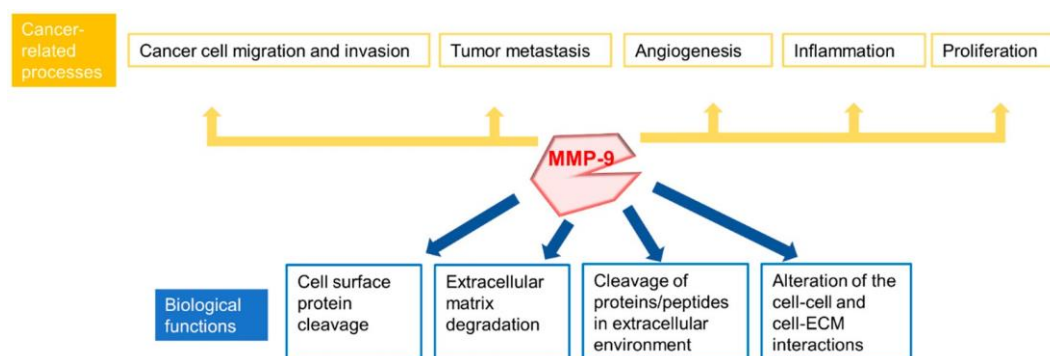 Cancer-
related
processes
Cancer cell migration and invasion
Tumor metastasis
Angiogenesis
Inflammation
Proliferation
MMP-9
Biological
functions
Cell surface
protein
cleavage
Extracellular
matrix
degradation
Cleavage of
proteins/peptides
in extracellular
environment
Alteration of the
cell-cell and
cell-ECM
interactions